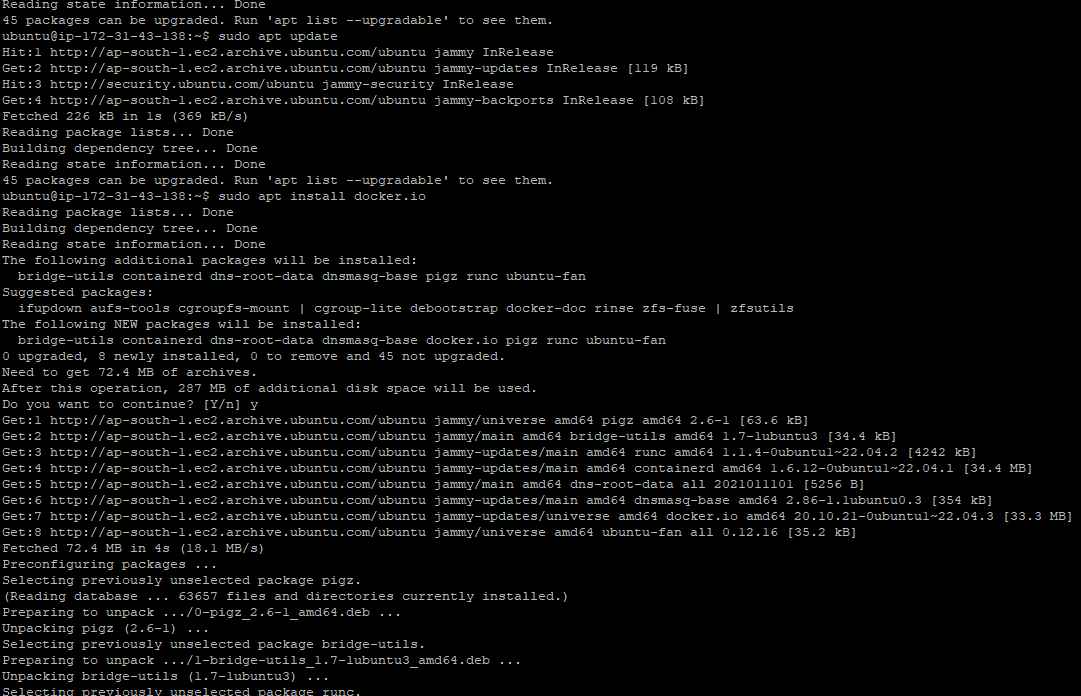 Reading state information... Done
45 packages can be upgraded. Run 'apt list --upgradable' to see them.
ubuntu@ip-172-31-43-138:~$ sudo apt update
Hit:1 http://ap-south-1.ec2.archive.ubuntu.com/ubuntu jammy InRelease
Get:2 http://ap-south-1.ec2.archive.ubuntu.com/ubuntu jammy-updates InRelease [119 kB]
Hit:3 http://security.ubuntu.com/ubuntu jammy-security InRelease
Get:4 http://ap-south-1.ec2.archive.ubuntu.com/ubuntu jammy-backports InRelease [108 kB]
Fetched 226 kB in 1s (369 kB/s)
Reading package lists... Done
Building dependency tree... Done
Reading state information... Done
45 packages can be upgraded. Run 'apt list --upgradable' to see them.
ubuntu@ip-172-31-43-138:~$ sudo apt install docker.io
Reading package lists... Done
Building dependency tree... Done
Reading state information... Done
The following additional packages will be installed:
  bridge-utils containerd dns-root-data dnsmasq-base pigz runc ubuntu-fan
Suggested packages:
  ifupdown aufs-tools cgroupfs-mount | cgroup-lite debootstrap docker-doc rinse zfs-fuse | zfsutils
The following NEW packages will be installed:
  bridge-utils containerd dns-root-data dnsmasq-base docker.io pigz runc ubuntu-fan
0 upgraded, 8 newly installed, 0 to remove and 45 not upgraded.
Need to get 72.4 MB of archives.
After this operation, 287 MB of additional disk space will be used.
Do you want to continue? [Y/n] y
Get:1 http://ap-south-1.ec2.archive.ubuntu.com/ubuntu jammy/universe amd64 pigz amd64 2.6-1 [63.6 kB]
Get:2 http://ap-south-1.ec2.archive.ubuntu.com/ubuntu jammy/main amd64 bridge-utils amd64 1.7-1ubuntu3 [34.4 kB]
Get:3 http://ap-south-1.ec2.archive.ubuntu.com/ubuntu jammy-updates/main amd64 runc amd64 1.1.4-0ubuntu1~22.04.2 [4242 kB]
Get:4 http://ap-south-1.ec2.archive.ubuntu.com/ubuntu jammy-updates/main amd64 containerd amd64 1.6.12-0ubuntu1~22.04.1 [34.4 MB]
Get:5 http://ap-south-1.ec2.archive.ubuntu.com/ubuntu jammy/main amd64 dns-root-data all 2021011101 [5256 B]
Get:6 http://ap-south-1.ec2.archive.ubuntu.com/ubuntu jammy-updates/main amd64 dnsmasq-base amd64 2.86-1.1ubuntu0.3 [354 kB]
Get:7 http://ap-south-1.ec2.archive.ubuntu.com/ubuntu jammy-updates/universe amd64 docker.io amd64 20.10.21-0ubuntu1~22.04.3 [33.3 MB]
Get:8 http://ap-south-1.ec2.archive.ubuntu.com/ubuntu jammy/universe amd64 ubuntu-fan all 0.12.16 [35.2 kB]
Fetched 72.4 MB in 4s (18.1 MB/s)
Preconfiguring packages ...
Selecting previously unselected package pigz.
(Reading database ... 63657 files and directories currently installed.)
Preparing to unpack .../0-pigz_2.6-1_amd64.deb ...
Unpacking pigz (2.6-1) ...
Selecting previously unselected package bridge-utils.
Preparing to unpack .../1-bridge-utils_1.7-1ubuntu3_amd64.deb ...
Unpacking bridge-utils (1.7-1ubuntu3) ...
Selecting previously unselected package runc.